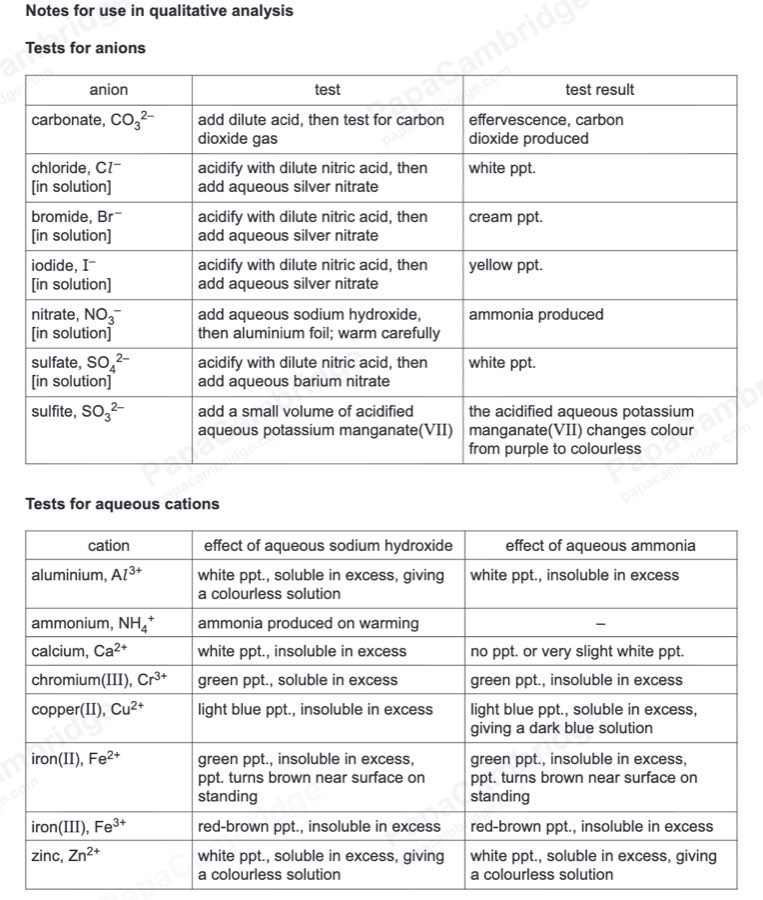 Notes for use in qualitative analysis
Tests for anions
anion
test
test result
carbonate, CO₃²⁻
add dilute acid, then test for carbon
dioxide gas
effervescence, carbon
dioxide produced
chloride, Cl⁻
[in solution]
acidify with dilute nitric acid, then
add aqueous silver nitrate
white ppt.
bromide, Br⁻
[in solution]
acidify with dilute nitric acid, then
add aqueous silver nitrate
cream ppt.
iodide, I⁻
[in solution]
acidify with dilute nitric acid, then
add aqueous silver nitrate
yellow ppt.
nitrate, NO₃⁻
[in solution]
add aqueous sodium hydroxide,
then aluminium foil; warm carefully
ammonia produced
sulfate, SO₄²⁻
[in solution]
acidify with dilute nitric acid, then
add aqueous barium nitrate
white ppt.
sulfite, SO₃²⁻
add a small volume of acidified
aqueous potassium manganate(VII)
the acidified aqueous potassium
manganate(VII) changes colour
from purple to colourless
Tests for aqueous cations
cation
effect of aqueous sodium hydroxide
effect of aqueous ammonia
aluminium, Al³⁺
white ppt., soluble in excess, giving
a colourless solution
white ppt., insoluble in excess
ammonium, NH₄⁺
ammonia produced on warming
–
calcium, Ca²⁺
white ppt., insoluble in excess
no ppt. or very slight white ppt.
chromium(III), Cr³⁺
green ppt., soluble in excess
green ppt., insoluble in excess
copper(II), Cu²⁺
light blue ppt., insoluble in excess
light blue ppt., soluble in excess,
giving a dark blue solution
iron(II), Fe²⁺
green ppt., insoluble in excess,
ppt. turns brown near surface on
standing
green ppt., insoluble in excess,
ppt. turns brown near surface on
standing
iron(III), Fe³⁺
red-brown ppt., insoluble in excess
red-brown ppt., insoluble in excess
zinc, Zn²⁺
white ppt., soluble in excess, giving
a colourless solution
white ppt., soluble in excess, giving
a colourless solution
PapaCambridge
papacambridge.com